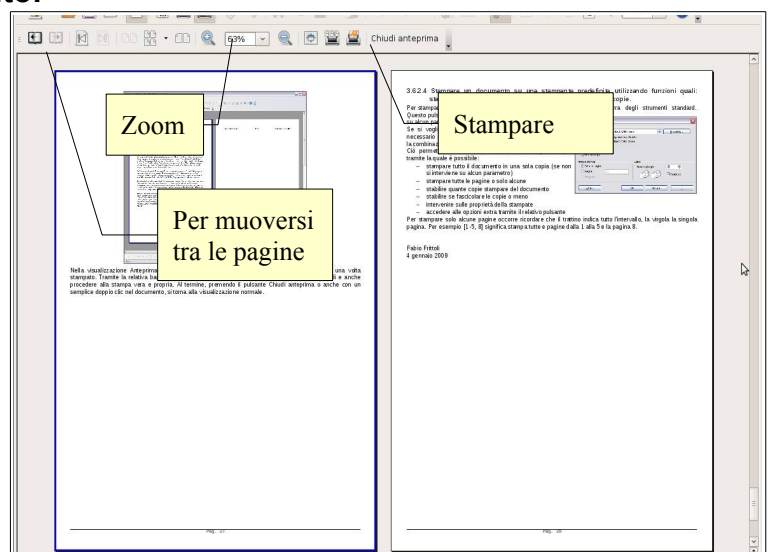 63%
Chiudi anteprima
Zoom
Stampare
Per muoversi
tra le pagine
Nella visualizzazione Anteprima
una volta
stampato. Tramite la relativa
e anche
procedere alla stampa vera e propria. Al termine, premendo il pulsante Chiudi anteprima o anche con un
semplice doppio clic nel documento, si torna alla visualizzazione normale.
Pag. 27
3.6.2.4 Stampare un documento su una stampante predefinita utilizzando funzioni quali:
copie.
Per stampa
degli strumenti standard.
Questo
su alcun
Se si
necessario
la
Ciò
tramite la quale è possibile:
– stampare tutto il documento in una sola copia (se non
si interviene su alcun parametro)
– stampare tutte le pagine o solo alcune
– stabilire quante copie stampare del documento
– stabilire se fascicolare le copie o meno
– intervenire sulle proprietà della stampate
– accedere alle opzioni extra tramite il relativo pulsante
Per stampare solo alcune pagine occorre ricordare che il trattino indica tutto l'intervallo, la virgola la singola
pagina. Per esempio [1-5, 8] significa stampa tutte e pagine dalla 1 alla 5 e la pagina 8.
Fabio Frittoli
4 gennaio 2009
Pag. 28